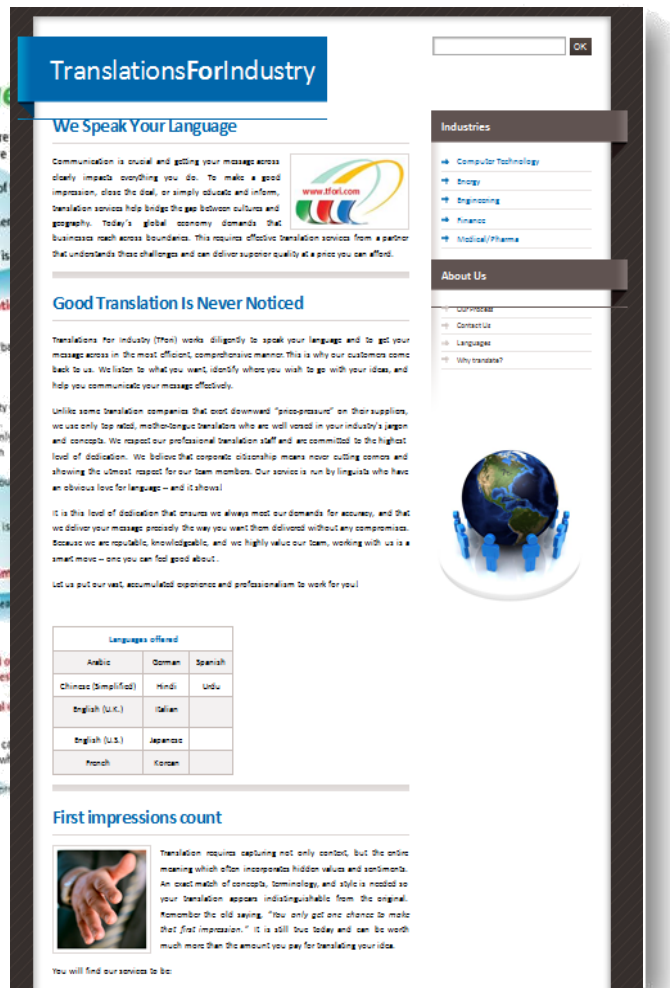 OK
TranslationsForIndustry
We Speak Your Language
Communication is crucial and getting your message across
clearly impacts everything you do. To make a good
impression, close the deal, or simply educate and inform,
translation services help bridge the gap between cultures and
geography. Today's global economy demands that
businesses reach across boundaries. This requires effective translation services from a partner
that understands these challenges and can deliver superior quality at a price you can afford.
www.tfori.com
Good Translation Is Never Noticed
Translations For Industry (TFori) works diligently to speak your language and to get your
message across in the most efficient, comprehensive manner. This is why our customers come
back to us. We listen to what you want, identify where you wish to go with your ideas, and
help you communicate your message effectively.
Unlike some translation companies that exert downward "price-pressure" on their suppliers,
we use only top rated, mother-tongue translators who are well versed in your industry's jargon
and concepts. We respect our professional translation staff and are committed to the highest
level of dedication. We believe that corporate citizenship means never cutting corners and
showing the utmost respect for our team members. Our service is run by linguists who have
an obvious love for language – and it shows!
It is this level of dedication that ensures we always meet our demands for accuracy, and that
we deliver your message precisely the way you want them delivered without any compromises.
Because we are reputable, knowledgeable, and we highly value our team, working with us is a
smart move – one you can feel good about .
Let us put our vast, accumulated experience and professionalism to work for you!
Languages offered
Arabic German Spanish
Chinese (Simplified) Hindi Urdu
English (U.K.) Italian
English (U.S.) Japanese
French Korean
First impressions count
Translation requires capturing not only context, but the entire
meaning which often incorporates hidden values and sentiments.
An exact match of concepts, terminology, and style is needed so
your translation appears indistinguishable from the original.
Remember the old saying, "You only get one chance to make
that first impression." It is still true today and can be worth
much more than the amount you pay for translating your idea.
You will find our services to be:
Industries
Computer Technology
Energy
Engineering
Finance
Medical/Pharma
About Us
Our Process
Contact Us
Languages
Why translate?